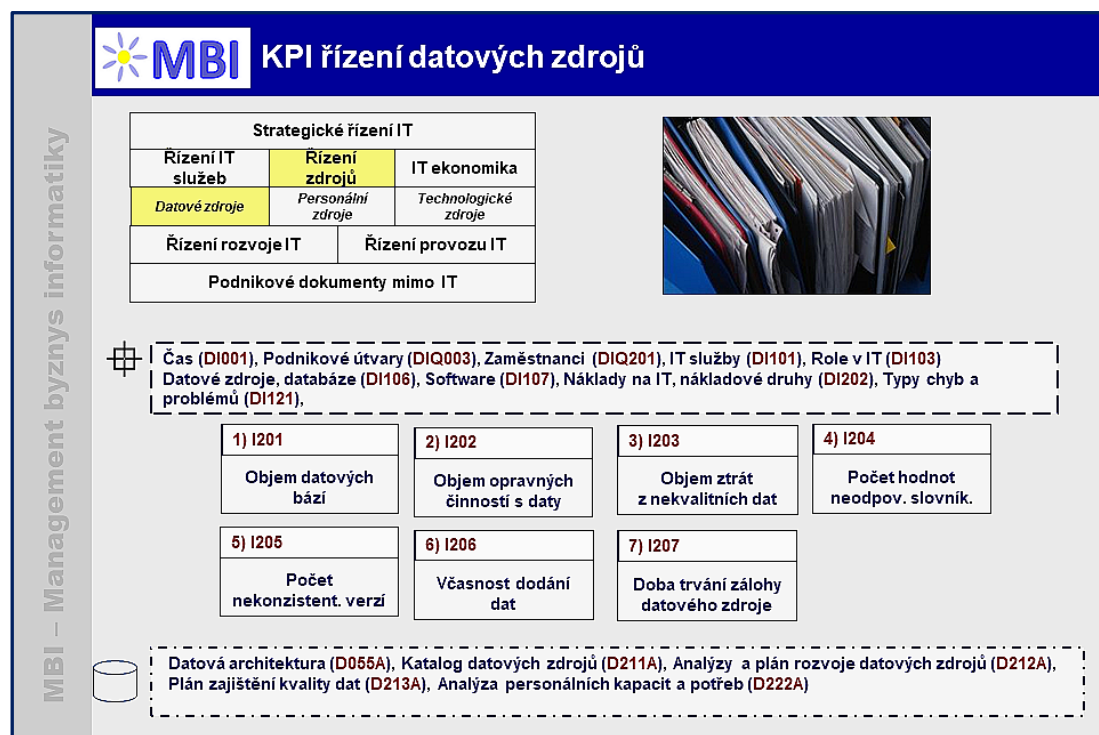 MBI
KPI řízení datových zdrojů
MBI – Management byznys informatiky
Strategické řízení IT
Řízení IT
služeb
Řízení
zdrojů
IT ekonomika
Datové zdroje
Personální
zdroje
Technologické
zdroje
Řízení rozvoje IT
Řízení provozu IT
Podnikové dokumenty mimo IT
Čas (DI001), Podnikové útvary (DIQ003), Zaměstnanci (DIQ201), IT služby (DI101), Role v IT (DI103)
Datové zdroje, databáze (DI106), Software (DI107), Náklady na IT, nákladové druhy (DI202), Typy chyb a
problémů (DI121),
1) I201
Objem datových
bází
2) I202
Objem opravných
činností s daty
3) I203
Objem ztrát
z nekvalitních dat
4) I204
Počet hodnot
neodpov. slovník.
5) I205
Počet
nekonzistent. verzí
6) I206
Včasnost dodání
dat
7) I207
Doba trvání zálohy
datového zdroje
Datová architektura (D055A), Katalog datových zdrojů (D211A), Analýzy a plán rozvoje datových zdrojů (D212A),
Plán zajištění kvality dat (D213A), Analýza personálních kapacit a potřeb (D222A)